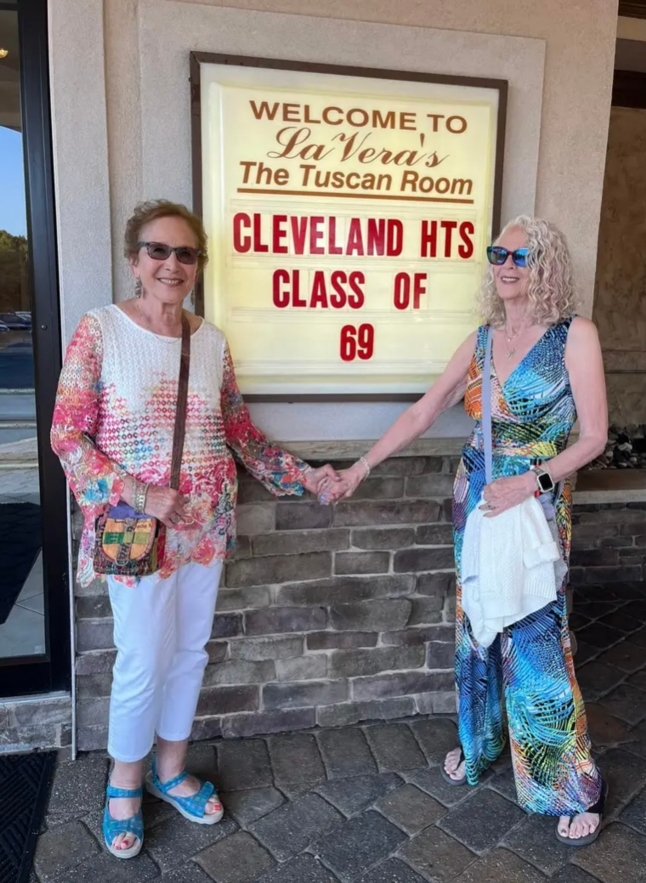 WELCOME TO
LaVera's
The Tuscan Room
CLEVELAND HTS
CLASS OF
69